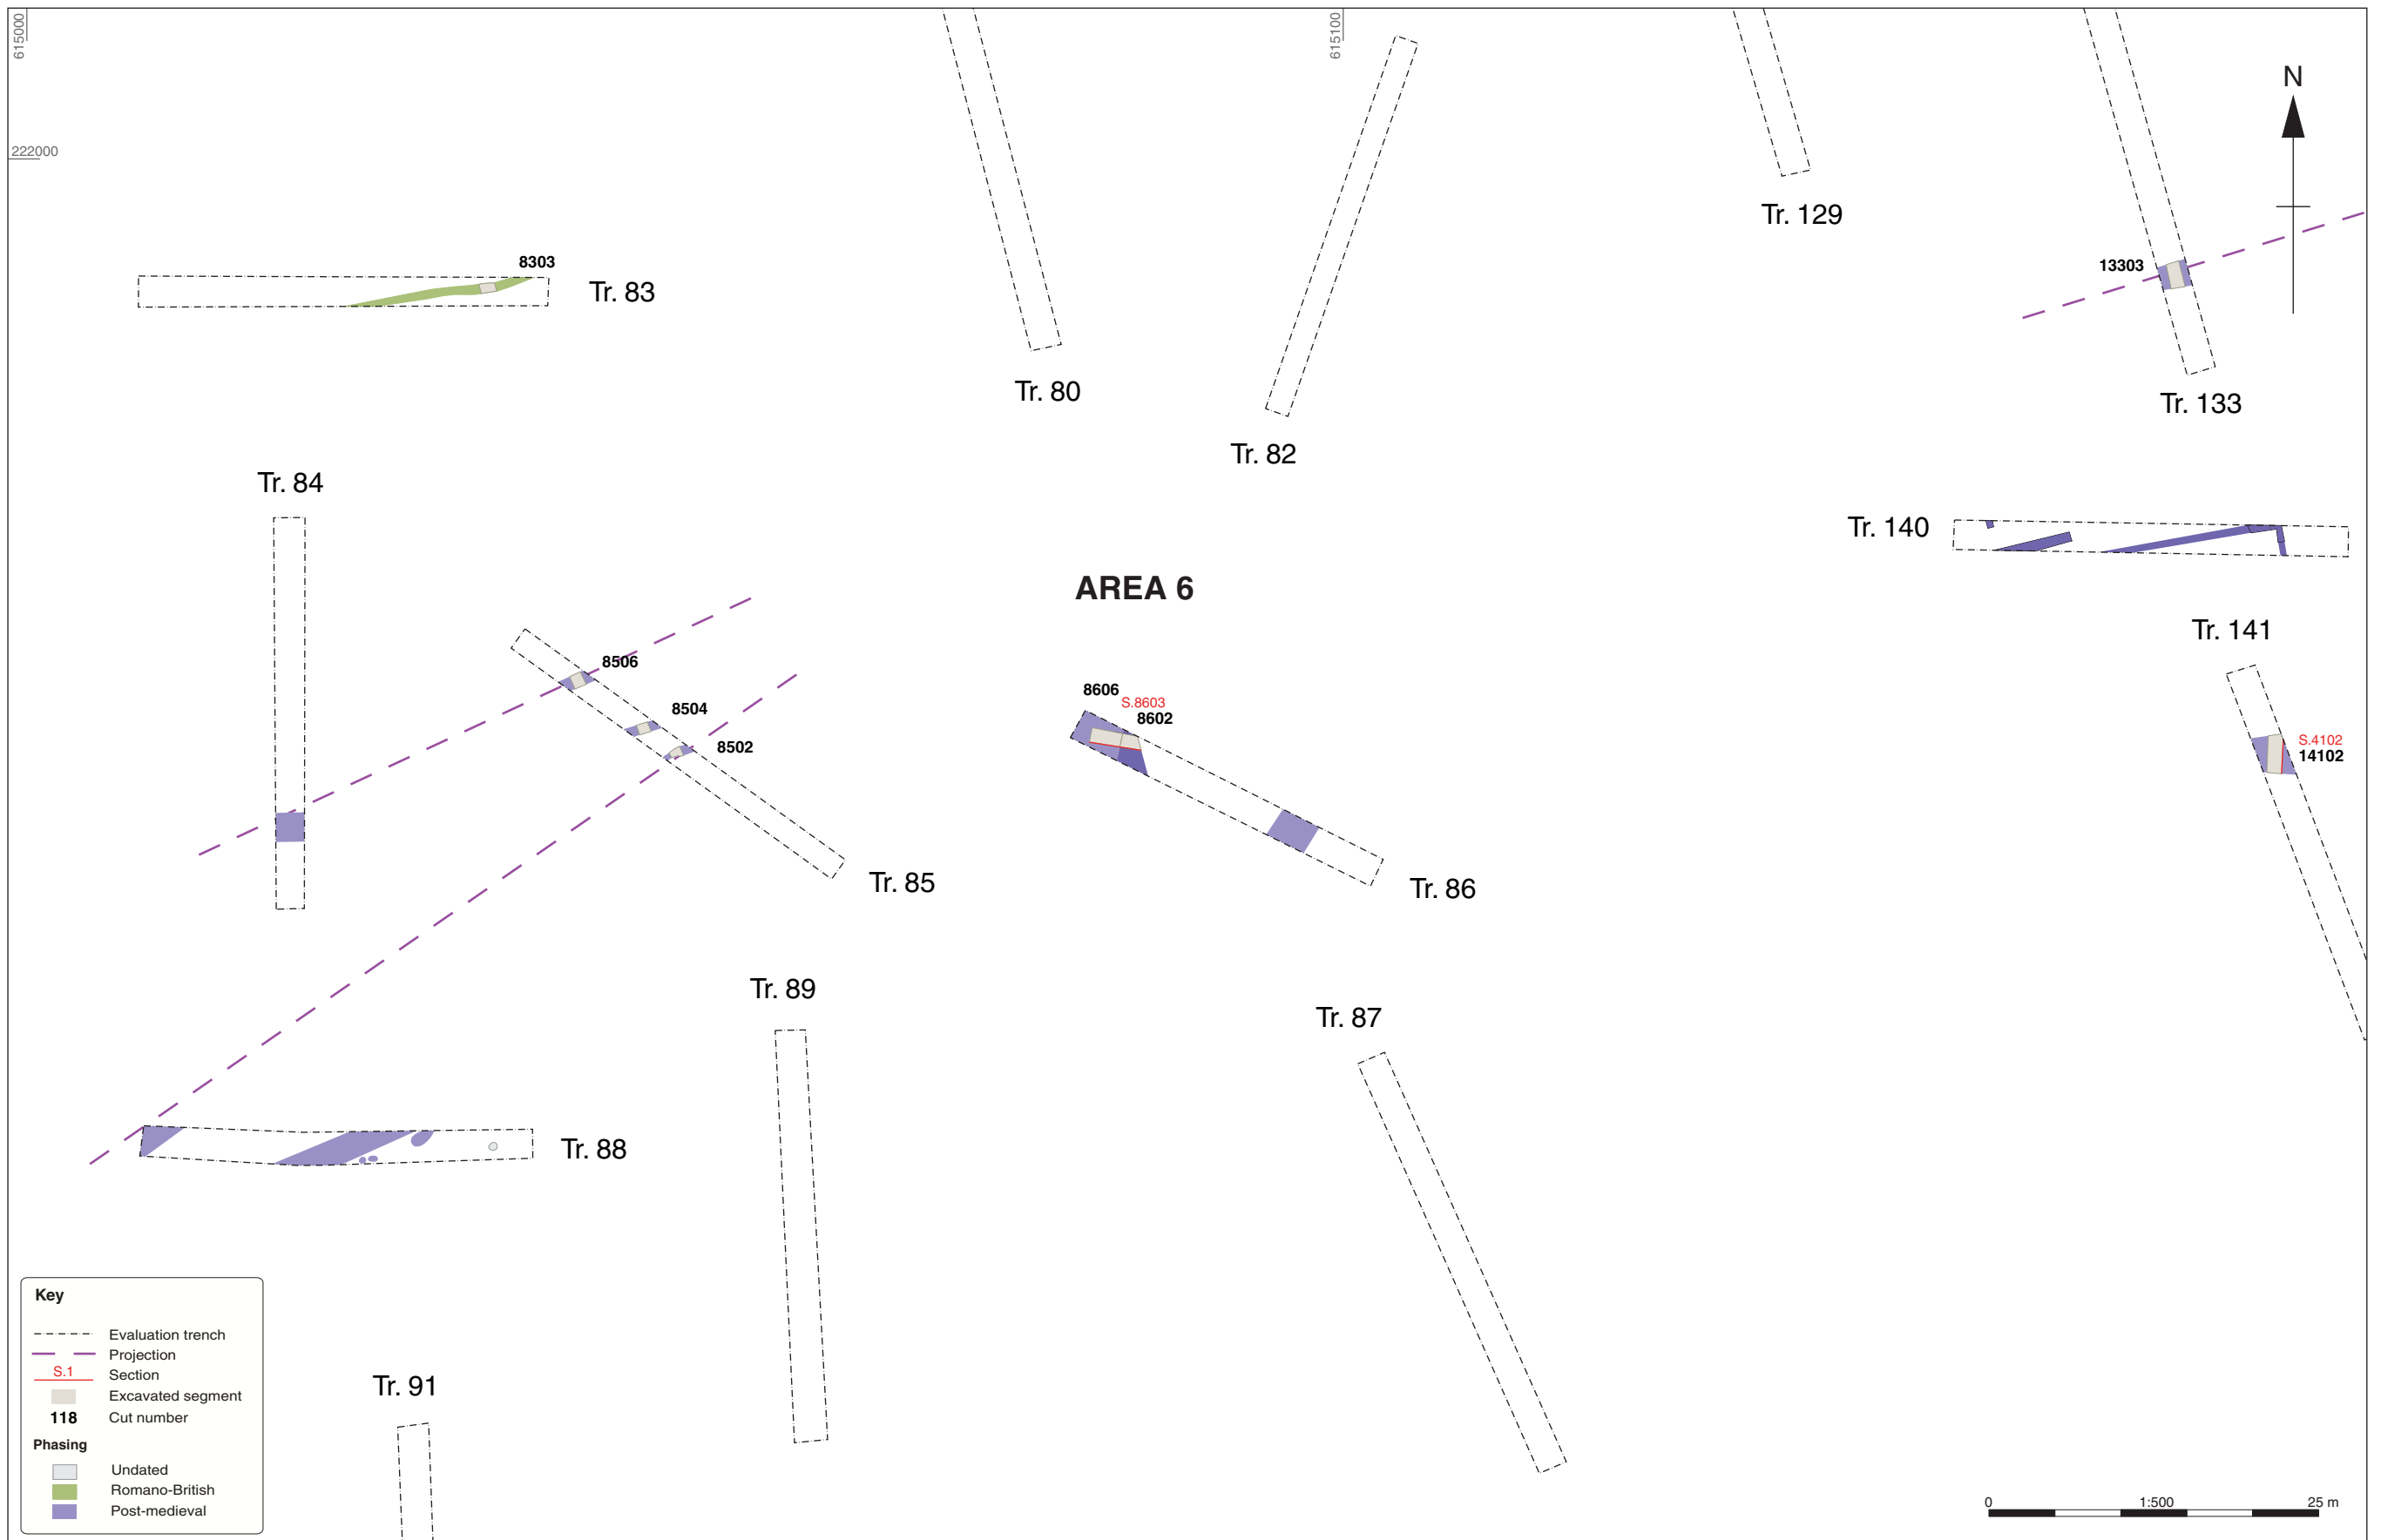 615000
615100
N
222000
Tr. 129
8303
13303
Tr. 83
Tr. 80
Tr. 133
Tr. 82
Tr. 84
Tr. 140
AREA 6
Tr. 141
8506
8606
S.8603
8504
8602
8502
S.4102
14102
Tr. 85
Tr. 86
Tr. 89
Tr. 87
Tr. 88
Key
Evaluation trench
Projection
S.1 Section
Excavated segment
118 Cut number
Phasing
Undated
Romano-British
Post-medieval
Tr. 91
0 1:500 25 m